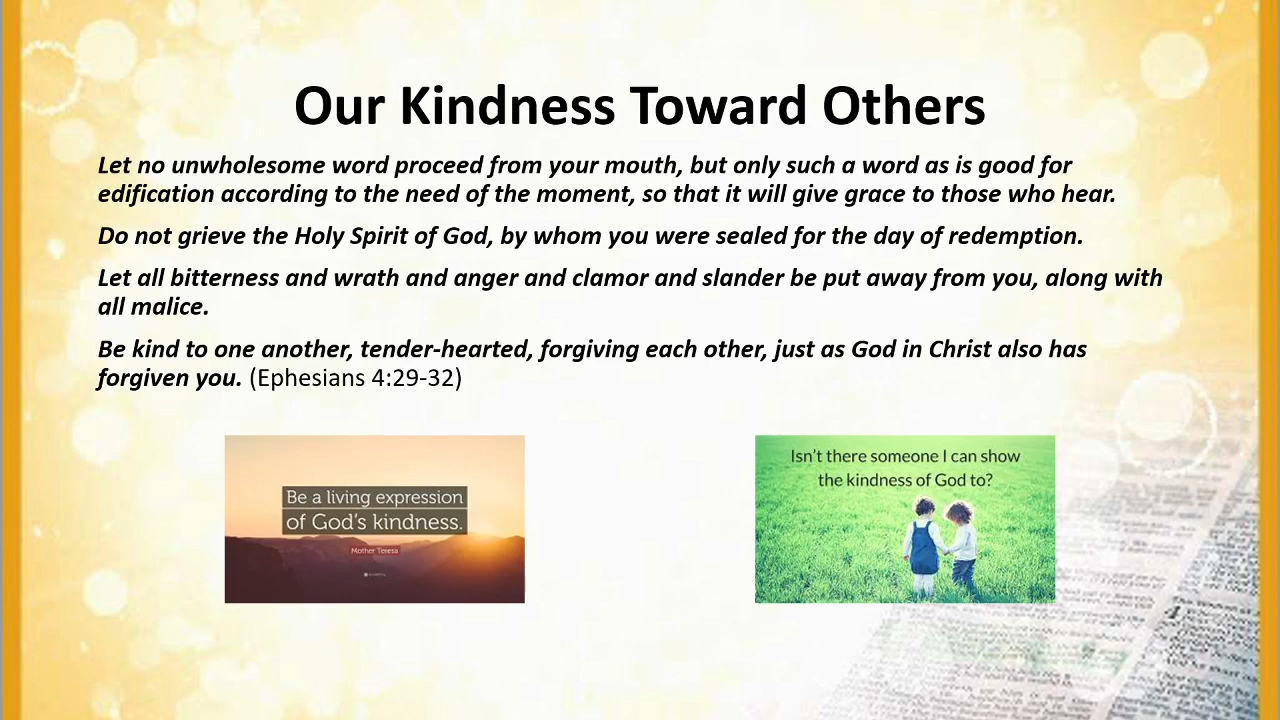 Our Kindness Toward Others
Let no unwholesome word proceed from your mouth, but only such a word as is good for
edification according to the need of the moment, so that it will give grace to those who hear.
Do not grieve the Holy Spirit of God, by whom you were sealed for the day of redemption.
Let all bitterness and wrath and anger and clamor and slander be put away from you, along with
all malice.
Be kind to one another, tender-hearted, forgiving each other, just as God in Christ also has
forgiven you. (Ephesians 4:29-32)
Be a living expression
of God's kindness.
Mother Teresa
Isn't there someone I can show
the kindness of God to?